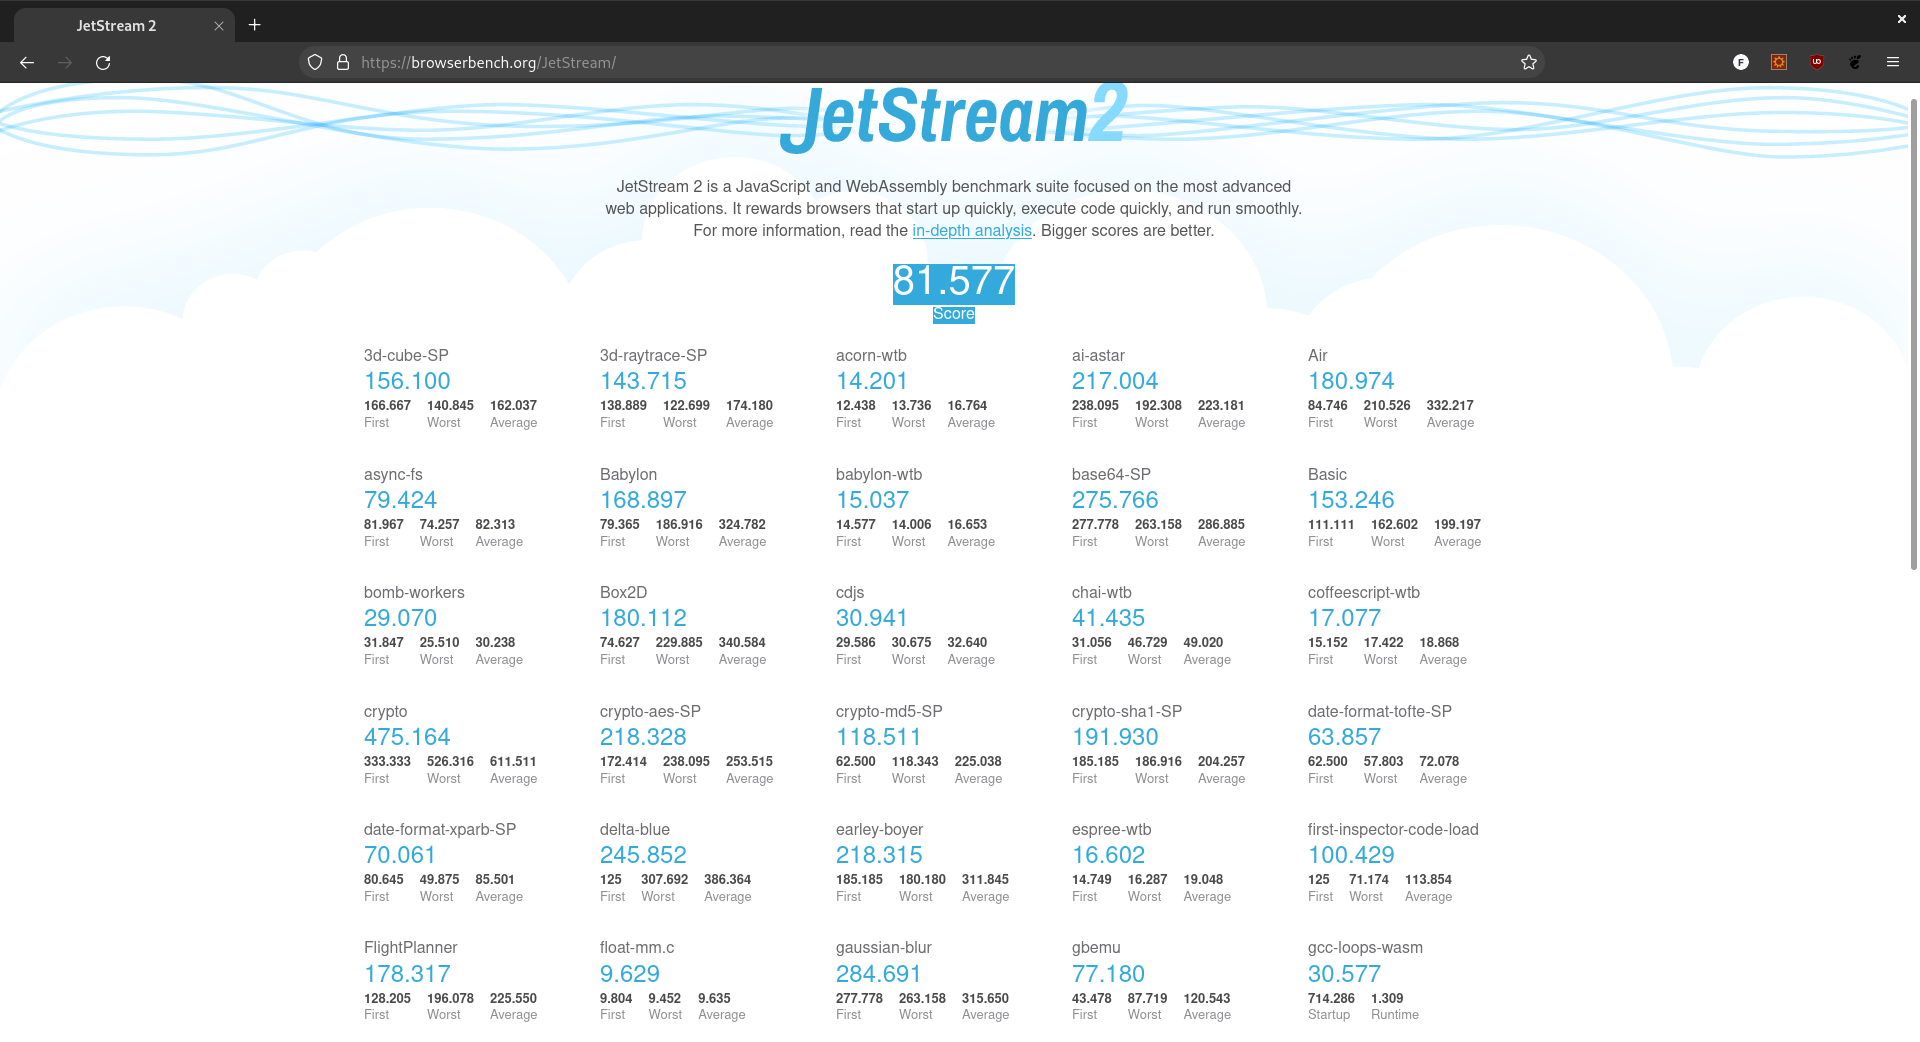 JetStream 2
https://browserbench.org/JetStream/
JetStream2
JetStream 2 is a JavaScript and WebAssembly benchmark suite focused on the most advanced
web applications. It rewards browsers that start up quickly, execute code quickly, and run smoothly.
For more information, read the in-depth analysis. Bigger scores are better.
81.577
Score
3d-cube-SP 3d-raytrace-SP acorn-wtb ai-astar Air
156.100 143.715 14.201 217.004 180.974
166.667 140.845 162.037 138.889 122.699 174.180 12.438 13.736 16.764 238.095 192.308 223.181 84.746 210.526 332.217
First Worst Average First Worst Average First Worst Average First Worst Average First Worst Average
async-fs Babylon babylon-wtb base64-SP Basic
79.424 168.897 15.037 275.766 153.246
81.967 74.257 82.313 79.365 186.916 324.782 14.577 14.006 16.653 277.778 263.158 286.885 111.111 162.602 199.197
First Worst Average First Worst Average First Worst Average First Worst Average First Worst Average
bomb-workers Box2D cdjs chai-wtb coffeescript-wtb
29.070 180.112 30.941 41.435 17.077
31.847 25.510 30.238 74.627 229.885 340.584 29.586 30.675 32.640 31.056 46.729 49.020 15.152 17.422 18.868
First Worst Average First Worst Average First Worst Average First Worst Average First Worst Average
crypto crypto-aes-SP crypto-md5-SP crypto-sha1-SP date-format-tofte-SP
475.164 218.328 118.511 191.930 63.857
333.333 526.316 611.511 172.414 238.095 253.515 62.500 118.343 225.038 185.185 186.916 204.257 62.500 57.803 72.078
First Worst Average First Worst Average First Worst Average First Worst Average First Worst Average
date-format-xparb-SP delta-blue earley-boyer espree-wtb first-inspector-code-load
70.061 245.852 218.315 16.602 100.429
80.645 49.875 85.501 125 307.692 386.364 185.185 180.180 311.845 14.749 16.287 19.048 125 71.174 113.854
First Worst Average First Worst Average First Worst Average First Worst Average First Worst Average
FlightPlanner float-mm.c gaussian-blur gbemu gcc-loops-wasm
178.317 9.629 284.691 77.180 30.577
128.205 196.078 225.550 9.804 9.452 9.635 277.778 263.158 315.650 43.478 87.719 120.543 714.286 1.309
First Worst Average First Worst Average First Worst Average First Worst Average Startup Runtime